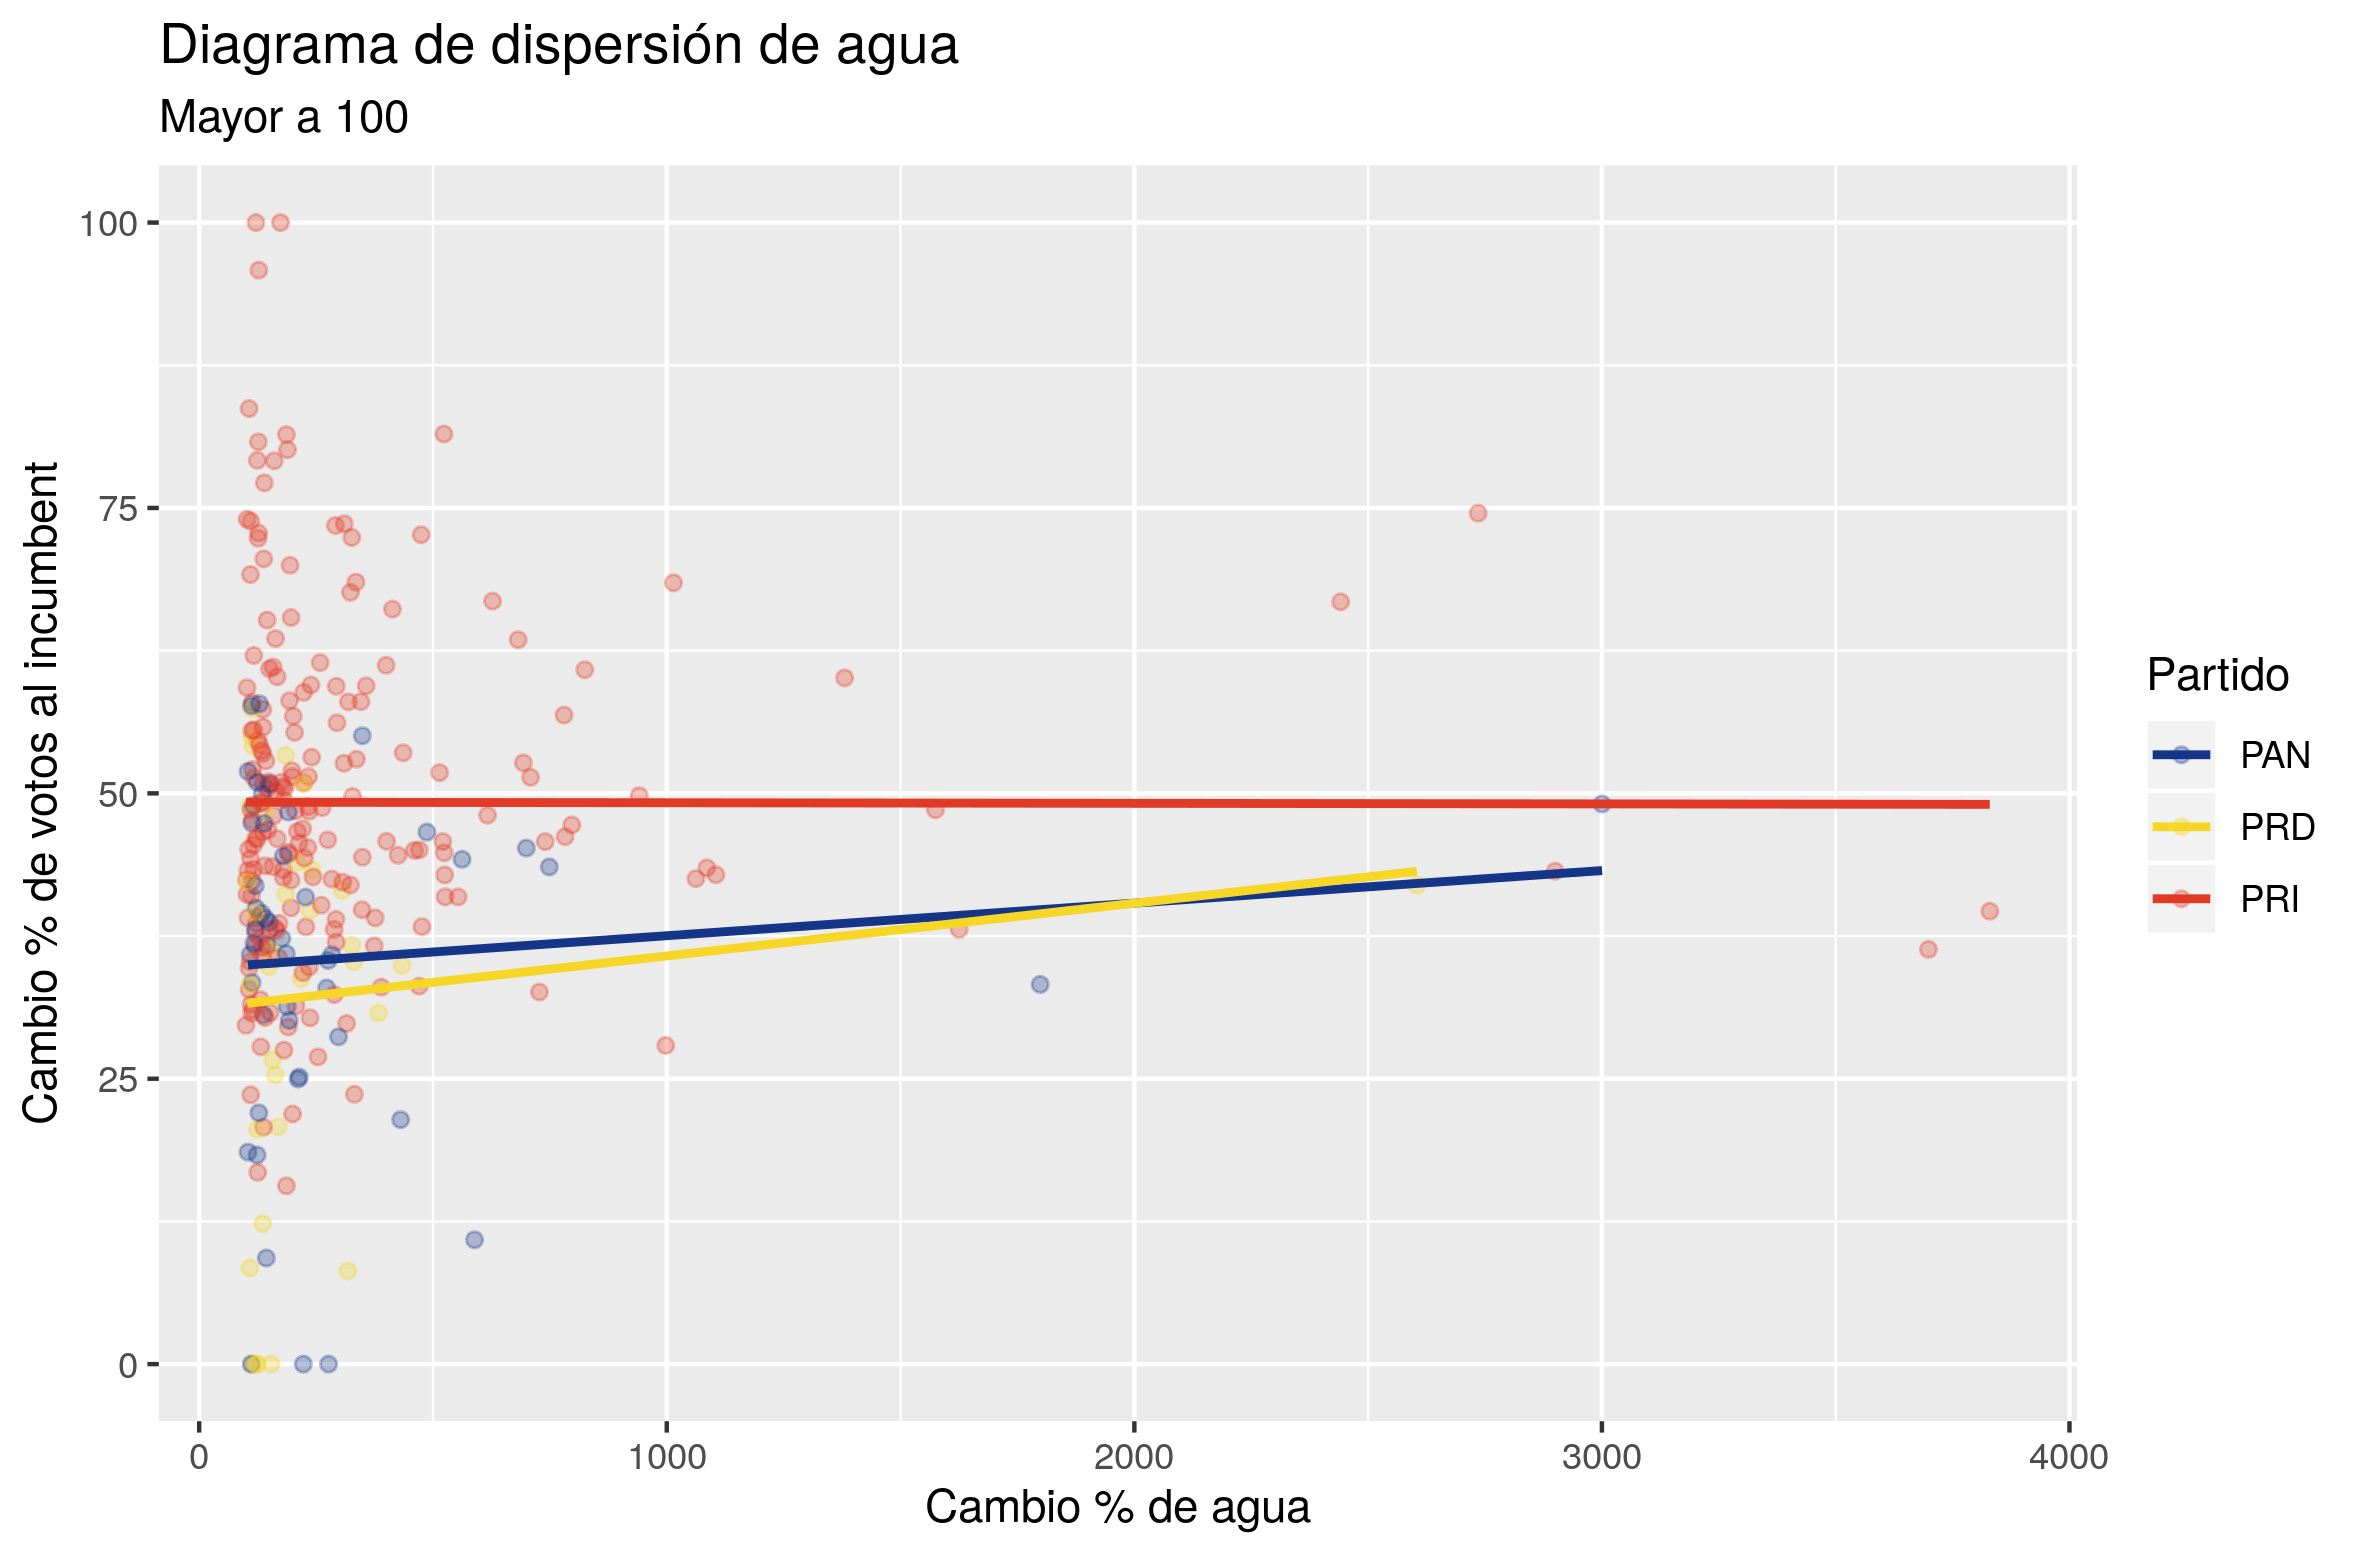 Diagrama de dispersión de agua
Mayor a 100
Cambio % de votos al incumbent
100
75
50
25
0
0 1000 2000 3000 4000
Cambio % de agua
Partido
PAN
PRD
PRI